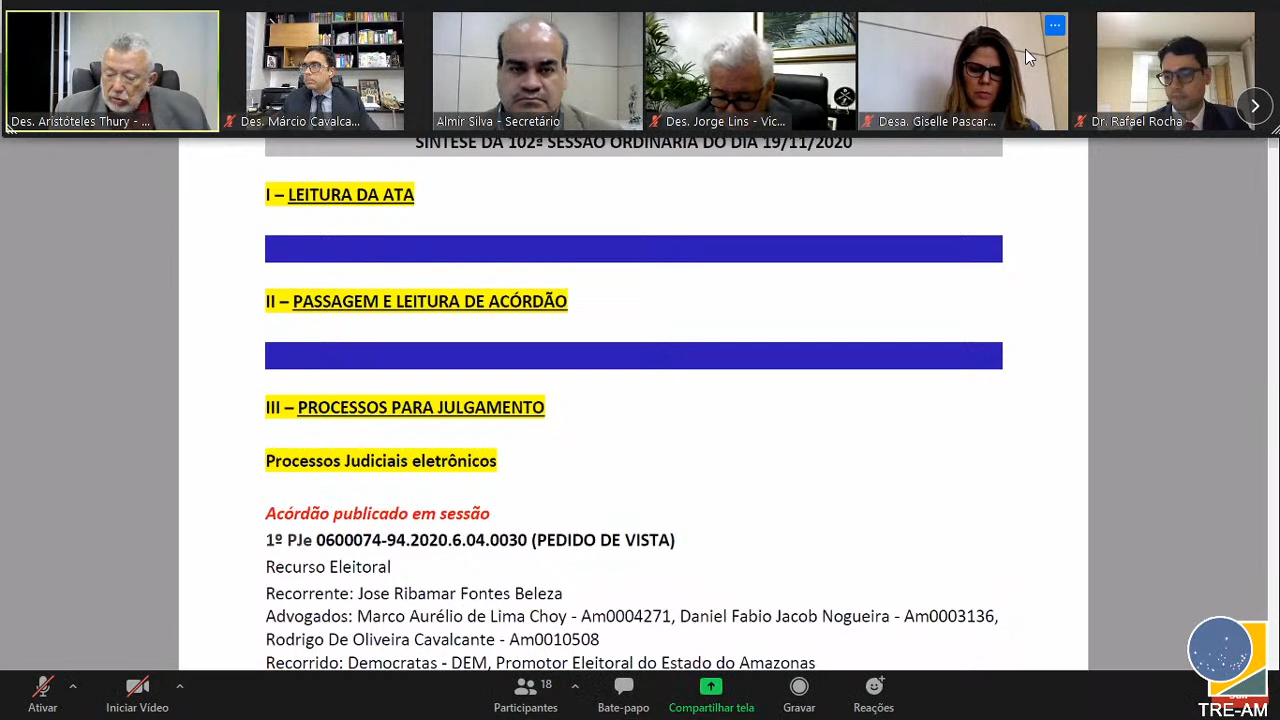 Des. Aristóteles Thury - ...
Des. Márcio Cavalca...
Almir Silva - Secretário
Des. Jorge Lins - Vic...
Desa. Giselle Pascar...
Dr. Rafael Rocha
SÍNTESE DA 102ª SESSÃO ORDINÁRIA DO DIA 19/11/2020
I – LEITURA DA ATA
II – PASSAGEM E LEITURA DE ACÓRDÃO
III – PROCESSOS PARA JULGAMENTO
Processos Judiciais eletrônicos
Acórdão publicado em sessão
1º PJe 0600074-94.2020.6.04.0030 (PEDIDO DE VISTA)
Recurso Eleitoral
Recorrente: Jose Ribamar Fontes Beleza
Advogados: Marco Aurélio de Lima Choy - Am0004271, Daniel Fabio Jacob Nogueira - Am0003136,
Rodrigo De Oliveira Cavalcante - Am0010508
Recorrido: Democratas - DEM, Promotor Eleitoral do Estado do Amazonas
Ativar
Iniciar Vídeo
18
Participantes
Bate-papo
Compartilhar tela
Gravar
Reações
TRE-AM